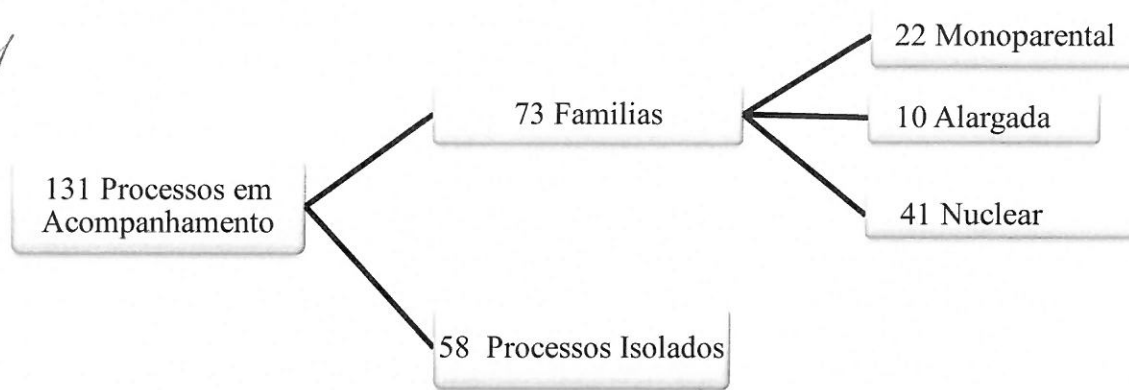 131 Processos em
Acompanhamento
73 Familias
22 Monoparental
10 Alargada
41 Nuclear
58 Processos Isolados